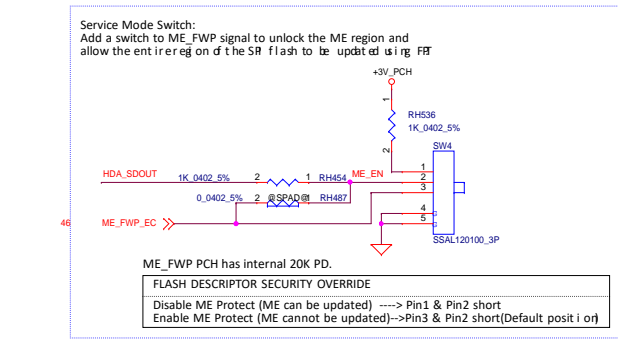 Service Mode Switch:
Add a switch to ME_FWP signal to unlock the ME region and
allow the entire region of the SPI flash to be updated using FPT
+3V_PCH
1
RH536
1K_0402_5%
2
SW4
HDA_SDOUT
1K_0402_5%
2
1
RH454
ME_EN
1
2
3
0_0402_5%
2
@SPAD@
1
RH487
46
ME_FWP_EC
4
5
G
G
SSAL120100_3P
ME_FWP PCH has internal 20K PD.
FLASH DESCRIPTOR SECURITY OVERRIDE
Disable ME Protect (ME can be updated) ----> Pin1 & Pin2 short
Enable ME Protect (ME cannot be updated)-->Pin3 & Pin2 short(Default position)